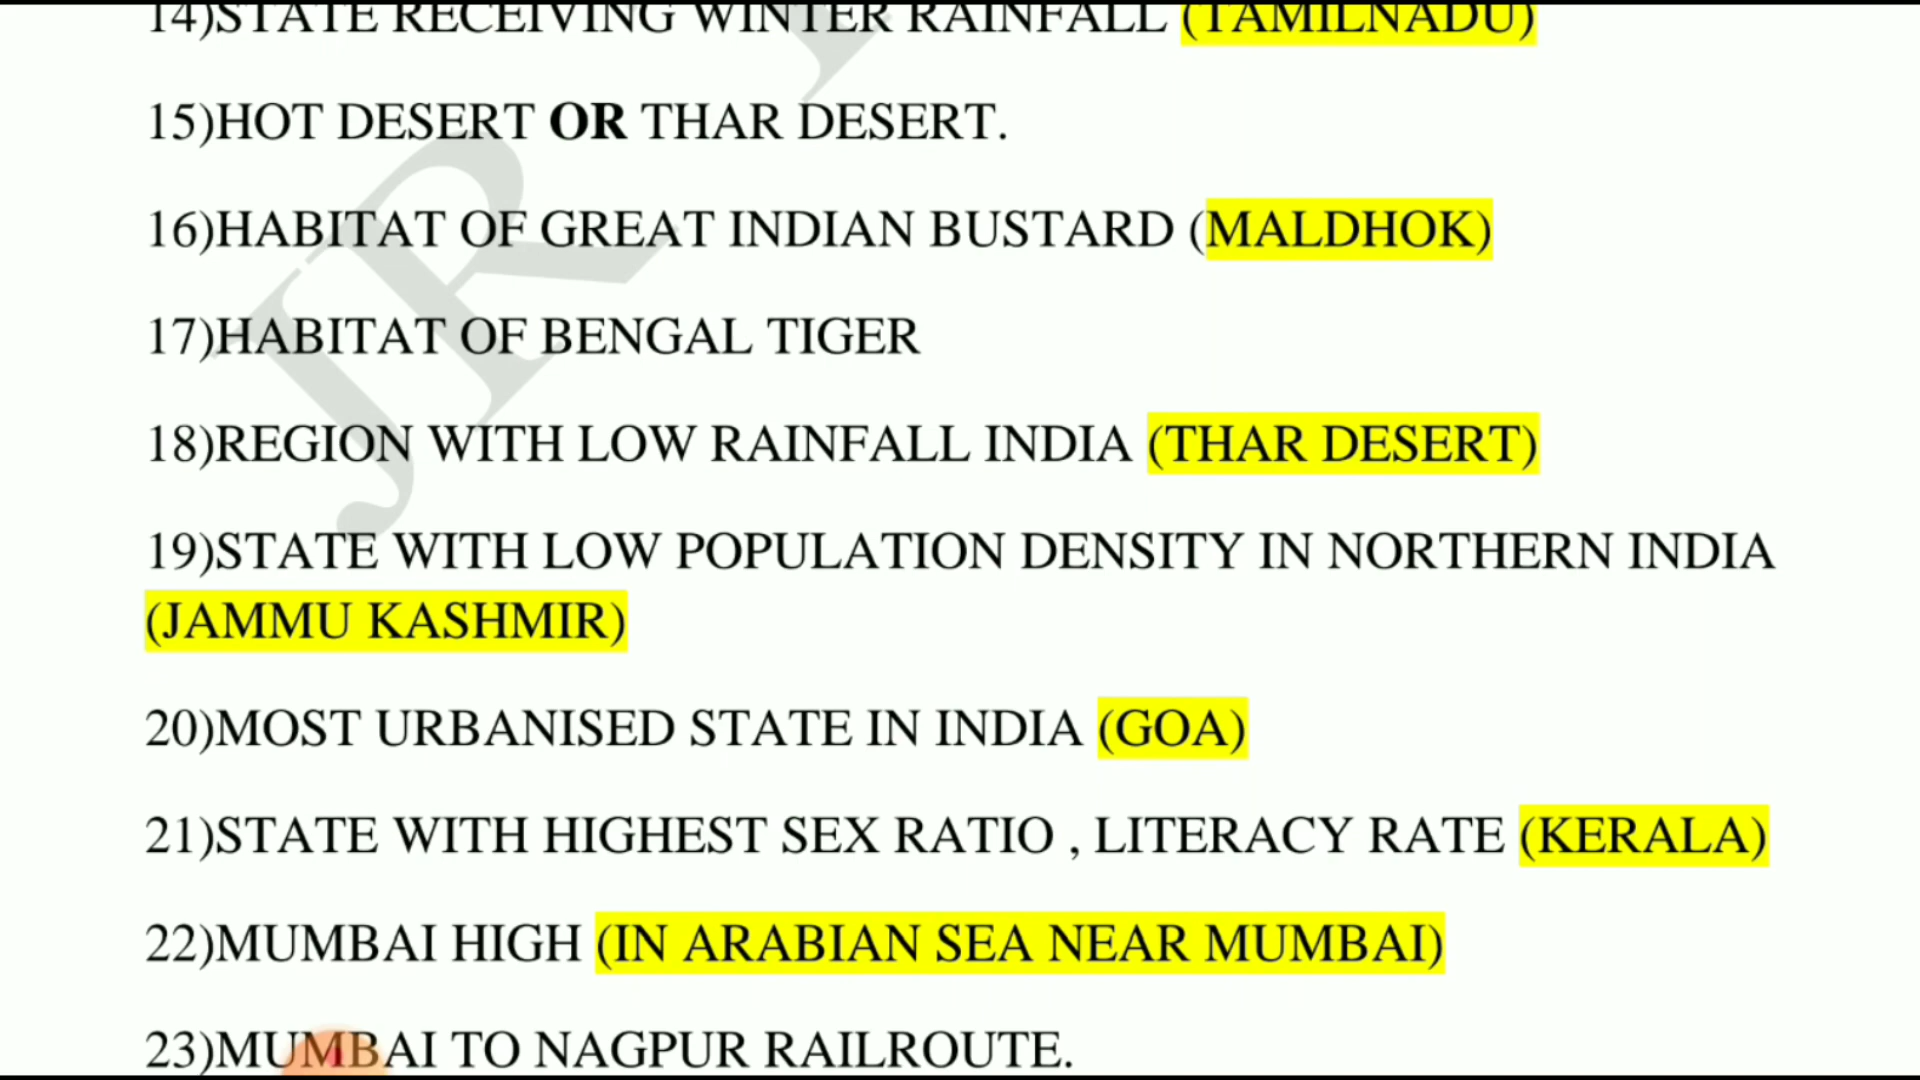 14)STATE RECEIVING WINTER RAINFALL (TAMILNADU)
15)HOT DESERT OR THAR DESERT.
16)HABITAT OF GREAT INDIAN BUSTARD (MALDHOK)
17)HABITAT OF BENGAL TIGER
18)REGION WITH LOW RAINFALL INDIA (THAR DESERT)
19)STATE WITH LOW POPULATION DENSITY IN NORTHERN INDIA
(JAMMU KASHMIR)
20)MOST URBANISED STATE IN INDIA (GOA)
21)STATE WITH HIGHEST SEX RATIO , LITERACY RATE (KERALA)
22)MUMBAI HIGH (IN ARABIAN SEA NEAR MUMBAI)
23)MUMBAI TO NAGPUR RAILROUTE.
JR